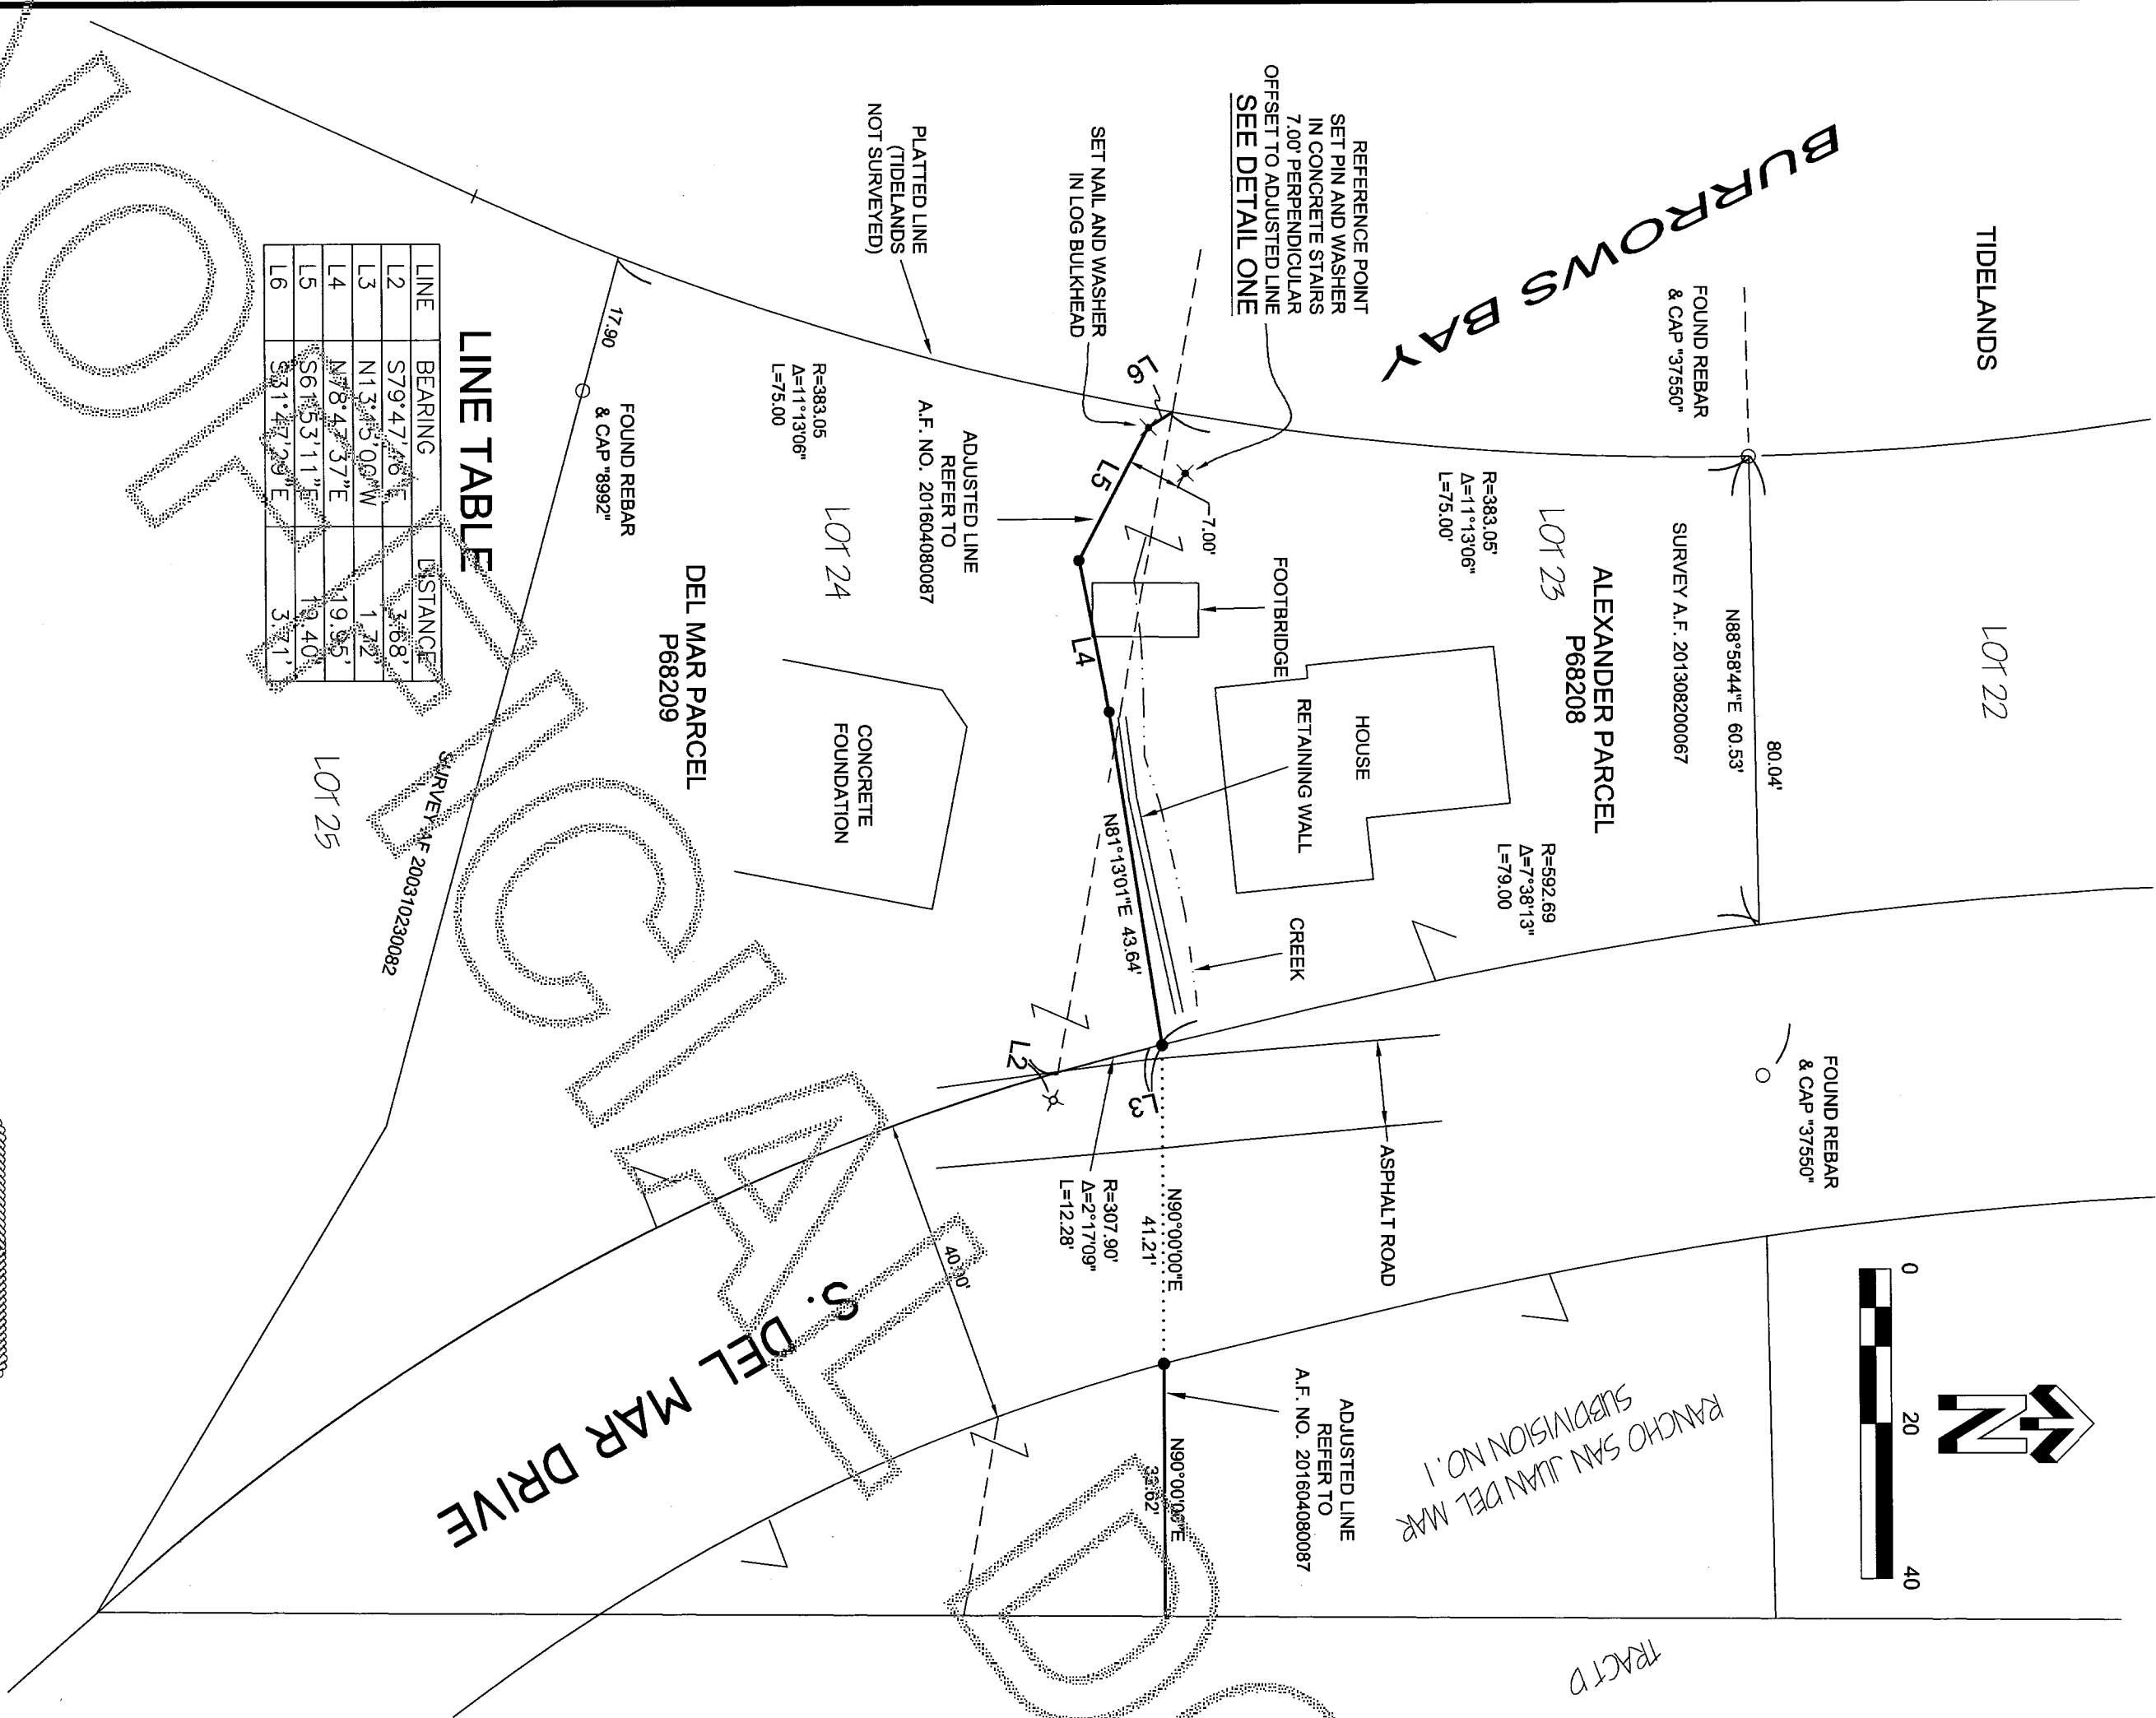 TIDELANDS
LOT 22
BURROWS BAY
FOUND REBAR
& CAP "37550"
80.04'
N88°58'44"E 60.53'
SURVEY A.F. 201308200067
FOUND REBAR
& CAP "37550"
0 20 40
N
ALEXANDER PARCEL
P68208
LOT 23
R=383.05'
Δ=11°13'06"
L=75.00'
R=592.69
Δ=7°38'13"
L=79.00
REFERENCE POINT
SET PIN AND WASHER
IN CONCRETE STAIRS
7.00' PERPENDICULAR
OFFSET TO ADJUSTED LINE
SEE DETAIL ONE
HOUSE
RETAINING WALL
FOOTBRIDGE
CREEK
ASPHALT ROAD
RANCHO SAN JUAN DEL MAR
SUBDIVISION NO. 1
TRACT D
7.00'
SET NAIL AND WASHER
IN LOG BULKHEAD
L6
L5
L4
N81°13'01"E 43.64'
L3
L2
N90°00'00"E
41.21'
R=307.90'
Δ=2°17'09"
L=12.28'
ADJUSTED LINE
REFER TO
A.F. NO. 201604080087
N90°00'00"E
ADJUSTED LINE
REFER TO
A.F. NO. 201604080087
PLATTED LINE
(TIDELANDS
NOT SURVEYED)
R=383.05
Δ=11°13'06"
L=75.00
LOT 24
CONCRETE
FOUNDATION
DEL MAR PARCEL
P68209
S. DEL MAR DRIVE
17.90
FOUND REBAR
& CAP "8992"
SURVEY AF 200310230082
LOT 25
LINE TABLE
LINE BEARING DISTANCE
L2
L3 N13°45'00"W 1.72'
L4 N78°47'37"E 19.95'
L5 S61°53'11"E 19.40'
L6 S31°47'29"E 3.71'
NOT
OFFICIAL